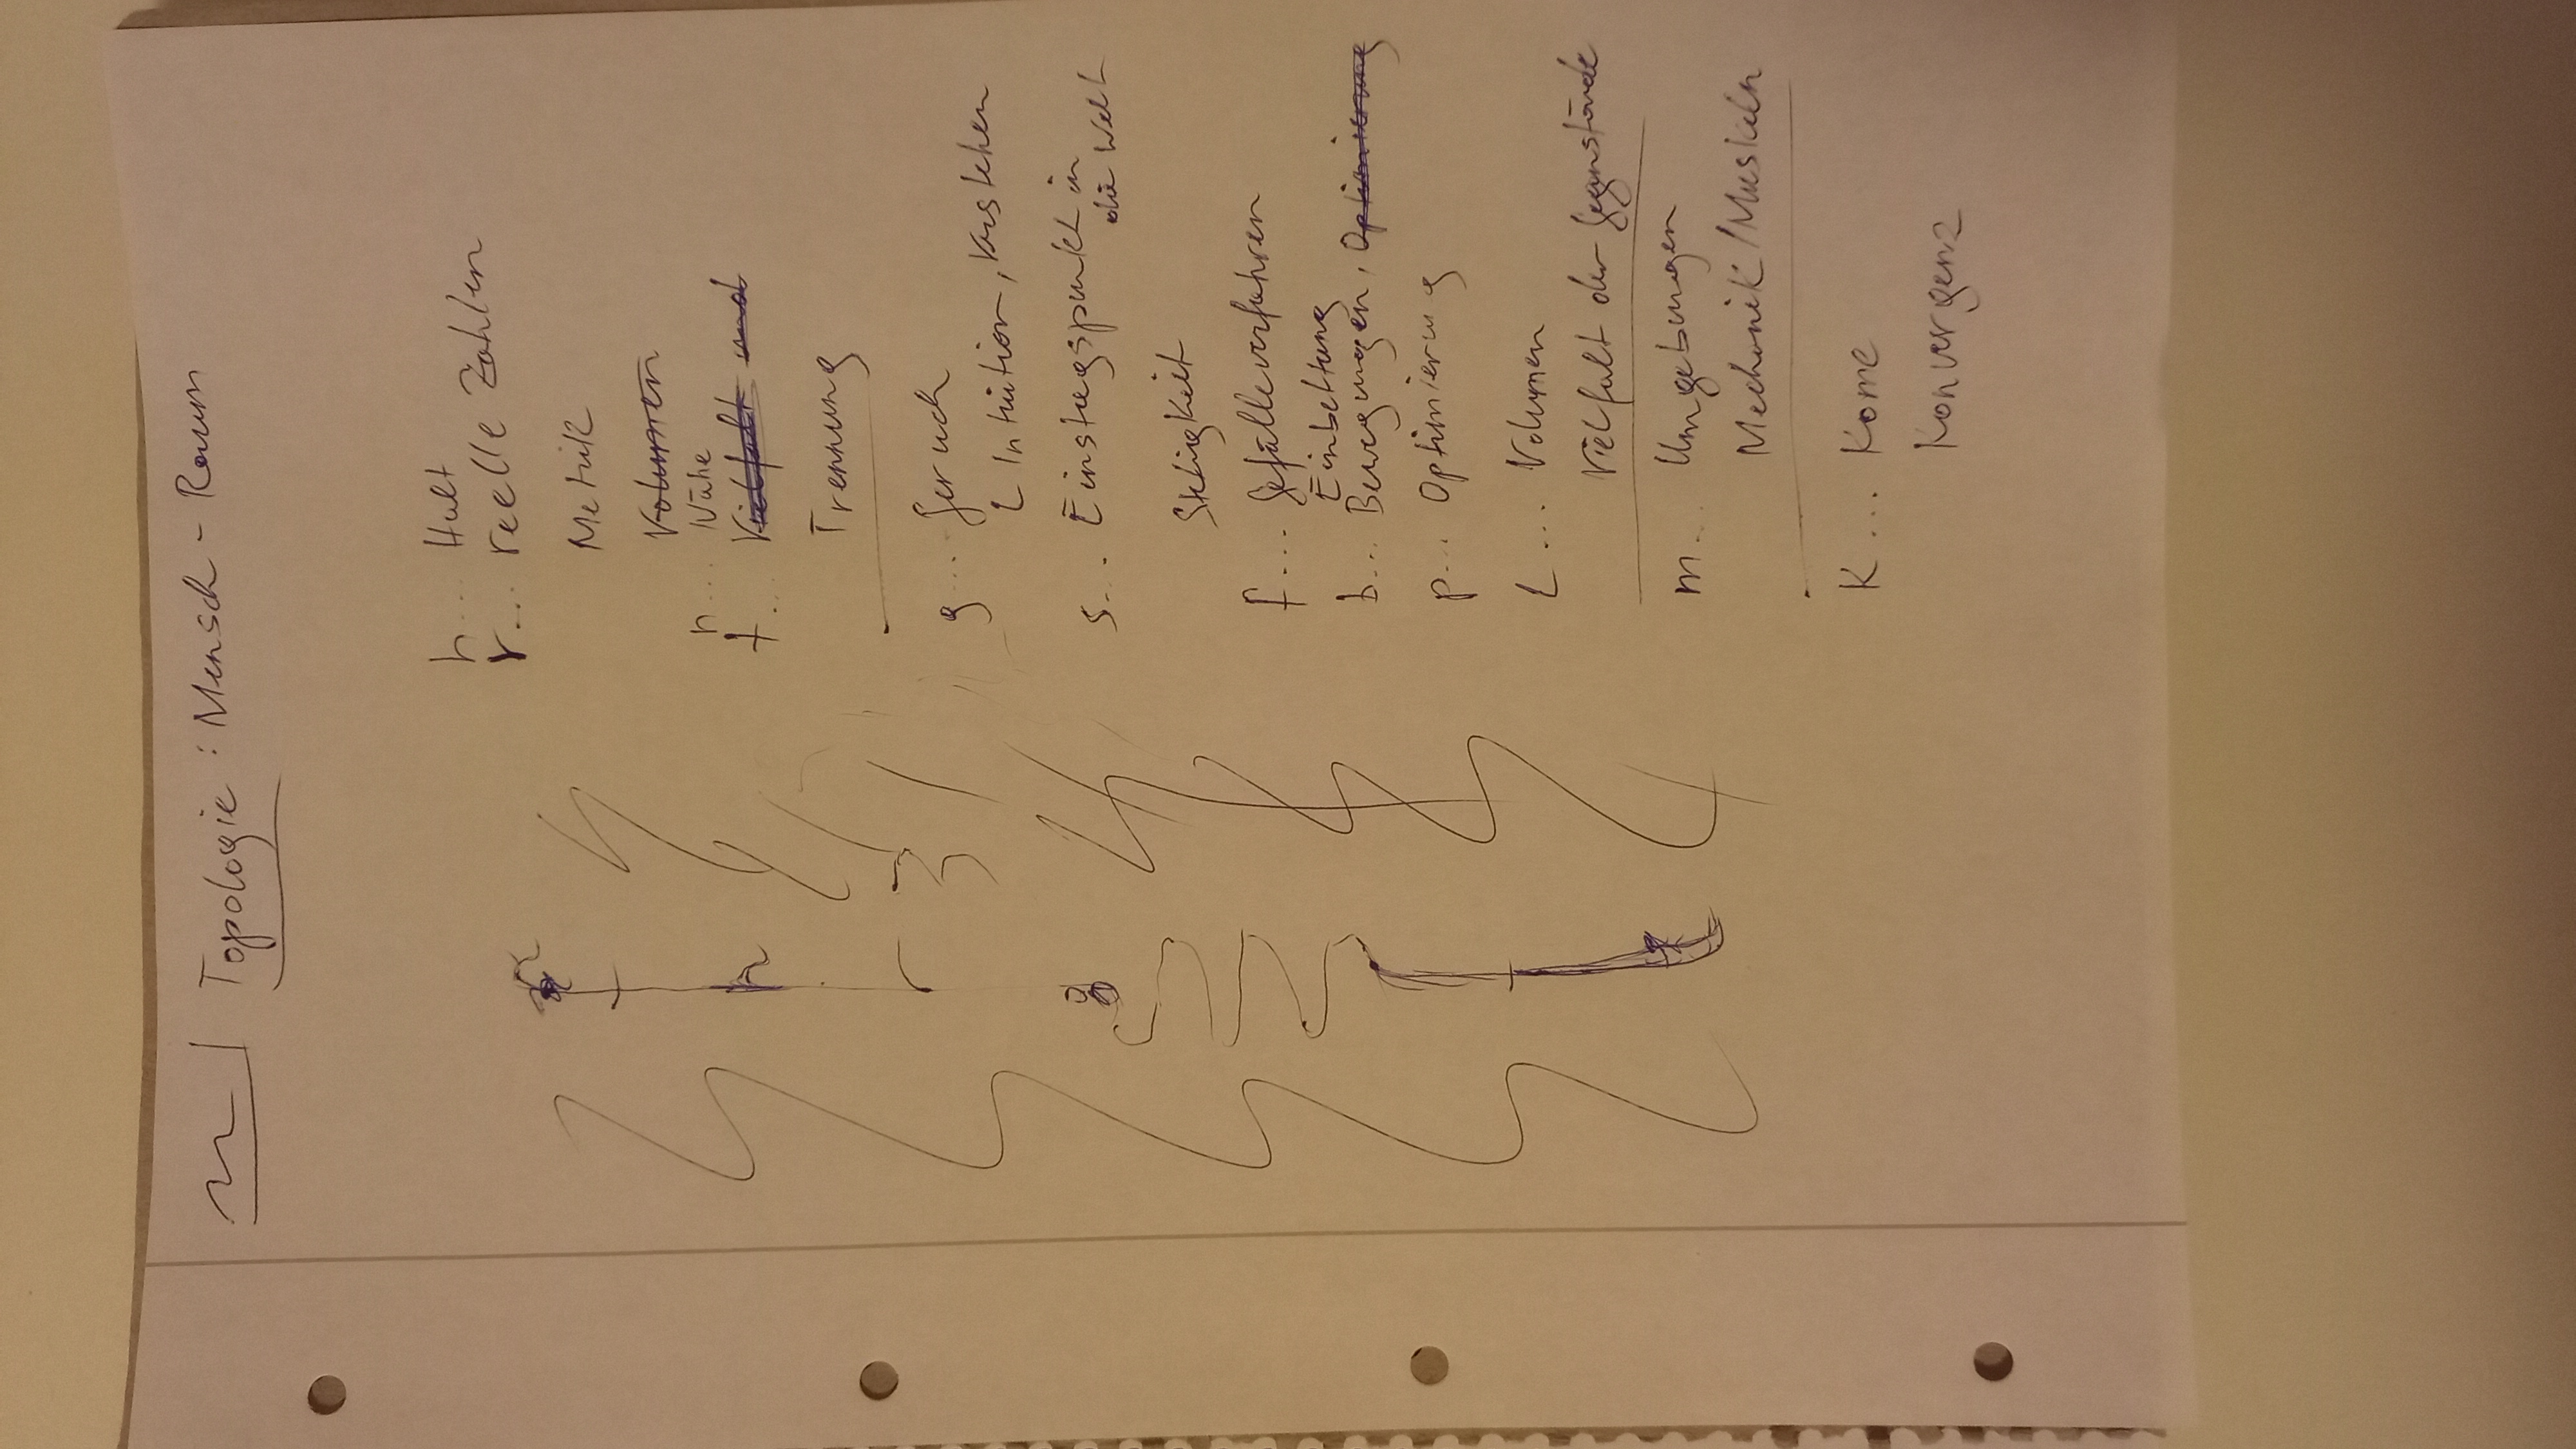 Topologie : Mensch - Raum
h... Halt
r... reelle Zahlen
Metrik
Volumen
n... Nähe
t... Vielfalt und
Trennung
g... Geruch
L Intuition, Verstehen
s... Einstiegspunkt in
die Welt
Stetigkeit
f... Gefälleverfahren
Einbettung
b... Bewegungen, Optimierung
p... Optimierung
l... Volumen
Vielfalt der Gegenstände
m... Umgebungen
Mechanik/Muskeln
K... Kome
Konvergenz